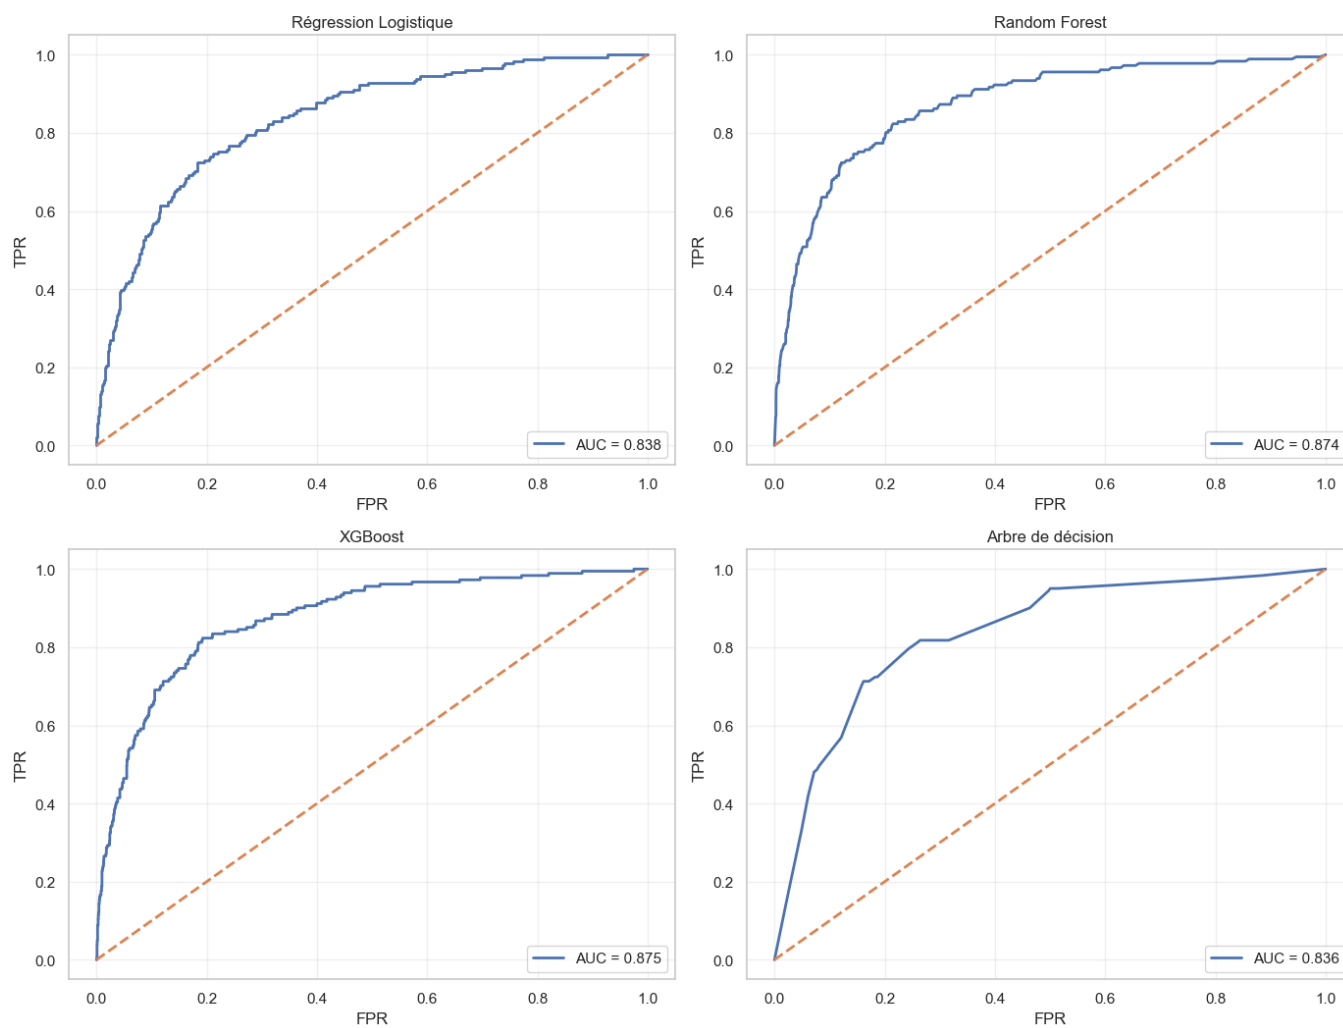 Régression Logistique
TPR
1.0
0.8
0.6
0.4
0.2
0.0
AUC = 0.838
0.0 0.2 0.4 0.6 0.8 1.0
FPR
Random Forest
TPR
1.0
0.8
0.6
0.4
0.2
0.0
AUC = 0.874
0.0 0.2 0.4 0.6 0.8 1.0
FPR
XGBoost
TPR
1.0
0.8
0.6
0.4
0.2
0.0
AUC = 0.875
0.0 0.2 0.4 0.6 0.8 1.0
FPR
Arbre de décision
TPR
1.0
0.8
0.6
0.4
0.2
0.0
AUC = 0.836
0.0 0.2 0.4 0.6 0.8 1.0
FPR